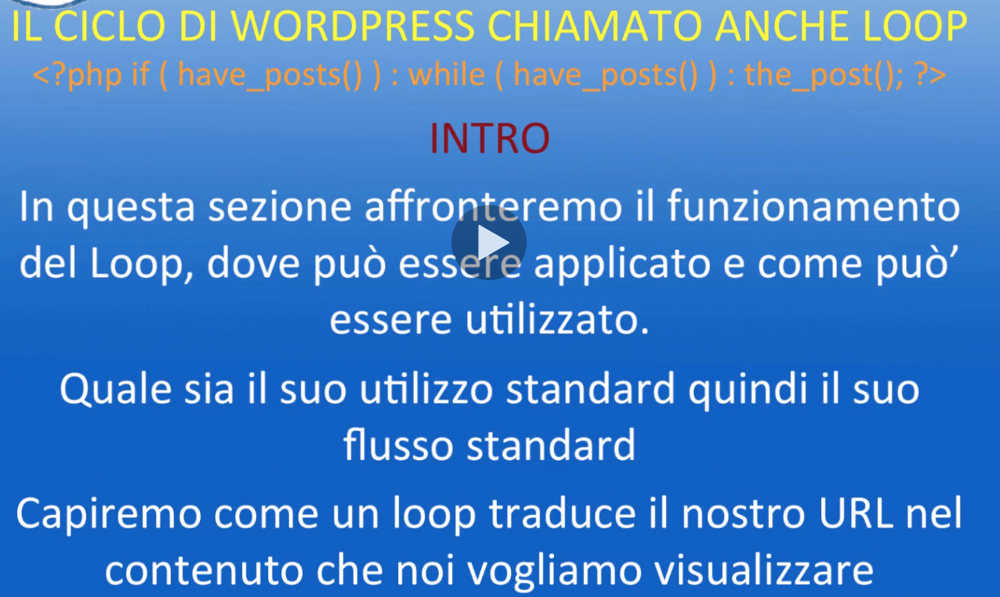 IL CICLO DI WORDPRESS CHIAMATO ANCHE LOOP
<?php if ( have_posts() ) : while ( have_posts() ) : the_post(); ?>
INTRO
In questa sezione affronteremo il funzionamento
del Loop, dove può essere applicato e come può’
essere utilizzato.
Quale sia il suo utilizzo standard quindi il suo
flusso standard
Capiremo come un loop traduce il nostro URL nel
contenuto che noi vogliamo visualizzare